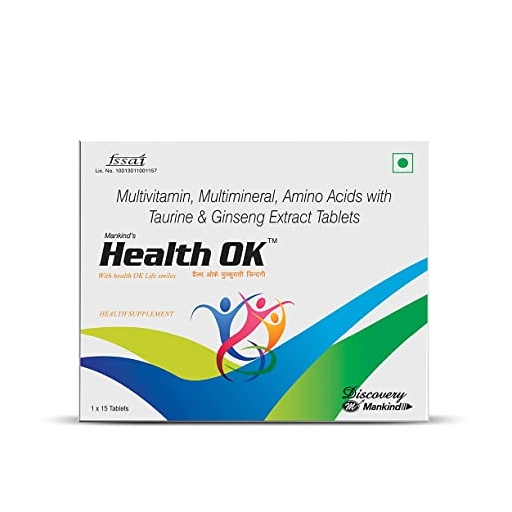 fssai
Lic. No. 10013011001157
Multivitamin, Multimineral, Amino Acids with
Taurine & Ginseng Extract Tablets
Mankind's
Health OK™
With health OK Life smiles हैल्थ ओके मुस्कुराती जिन्दगी
HEALTH SUPPLEMENT
1 x 15 Tablets
Discovery
Mankind